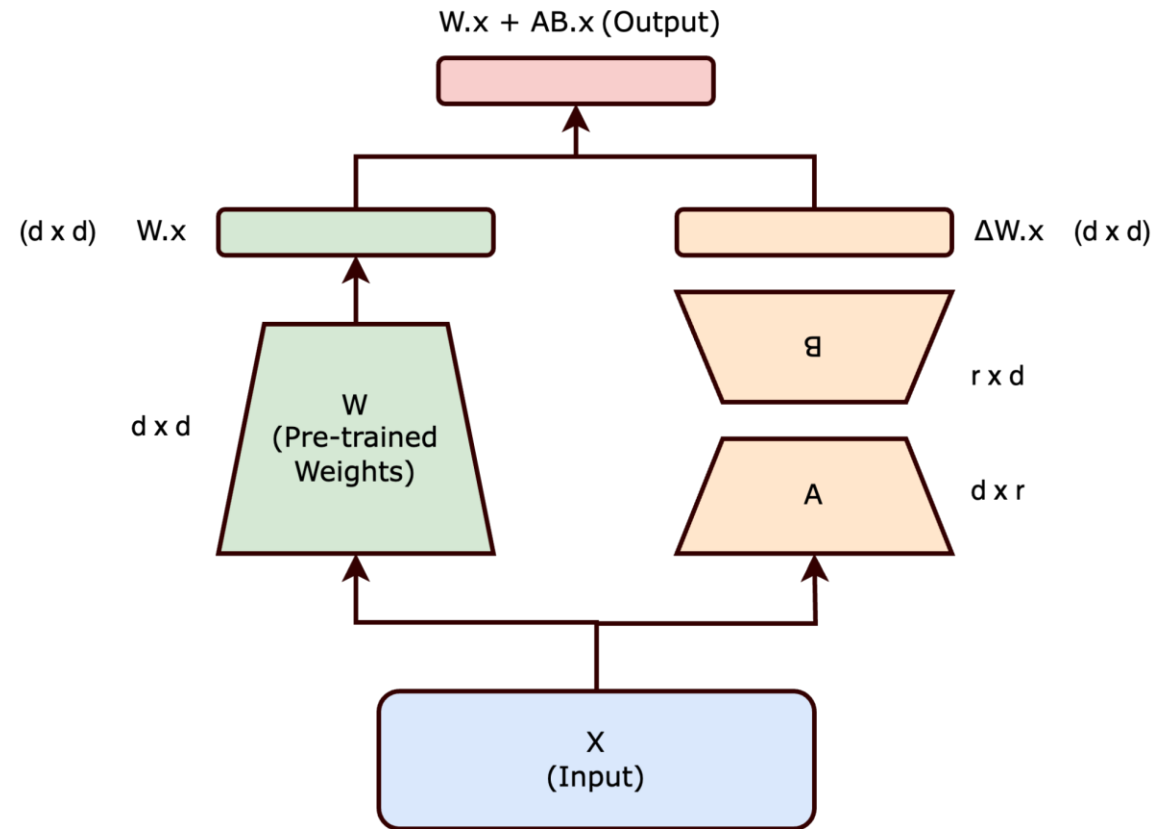 W.x + AB.x (Output)
(d x d) W.x
ΔW.x (d x d)
B
r x d
W
(Pre-trained
Weights)
d x d
A
d x r
X
(Input)